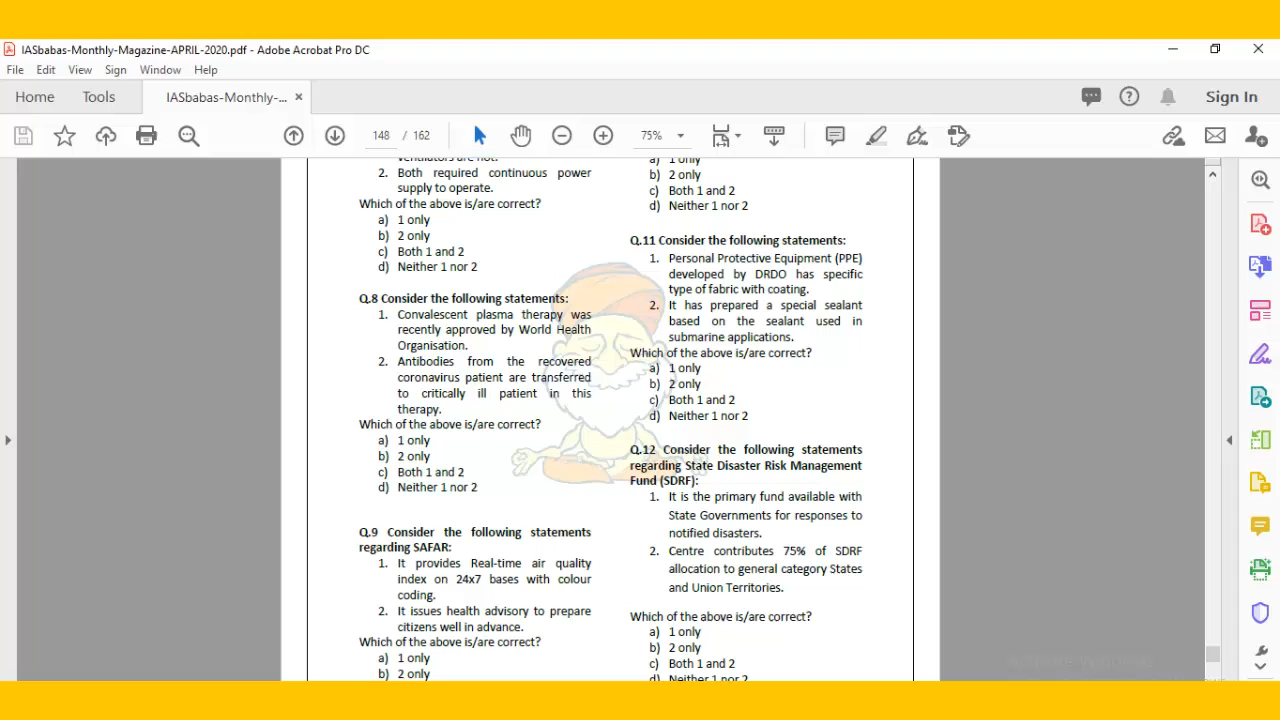 IASbabas-Monthly-Magazine-APRIL-2020.pdf - Adobe Acrobat Pro DC
File Edit View Sign Window Help
Home Tools IASbabas-Monthly-... ×
Sign In
148 / 162
75%
ventilators are not.
2. Both required continuous power
supply to operate.
Which of the above is/are correct?
a) 1 only
b) 2 only
c) Both 1 and 2
d) Neither 1 nor 2
Q.8 Consider the following statements:
1. Convalescent plasma therapy was
recently approved by World Health
Organisation.
2. Antibodies from the recovered
coronavirus patient are transferred
to critically ill patient in this
therapy.
Which of the above is/are correct?
a) 1 only
b) 2 only
c) Both 1 and 2
d) Neither 1 nor 2
Q.9 Consider the following statements
regarding SAFAR:
1. It provides Real-time air quality
index on 24x7 bases with colour
coding.
2. It issues health advisory to prepare
citizens well in advance.
Which of the above is/are correct?
a) 1 only
b) 2 only
a) 1 only
b) 2 only
c) Both 1 and 2
d) Neither 1 nor 2
Q.11 Consider the following statements:
1. Personal Protective Equipment (PPE)
developed by DRDO has specific
type of fabric with coating.
2. It has prepared a special sealant
based on the sealant used in
submarine applications.
Which of the above is/are correct?
a) 1 only
b) 2 only
c) Both 1 and 2
d) Neither 1 nor 2
Q.12 Consider the following statements
regarding State Disaster Risk Management
Fund (SDRF):
1. It is the primary fund available with
State Governments for responses to
notified disasters.
2. Centre contributes 75% of SDRF
allocation to general category States
and Union Territories.
Which of the above is/are correct?
a) 1 only
b) 2 only
c) Both 1 and 2
d) Neither 1 nor 2